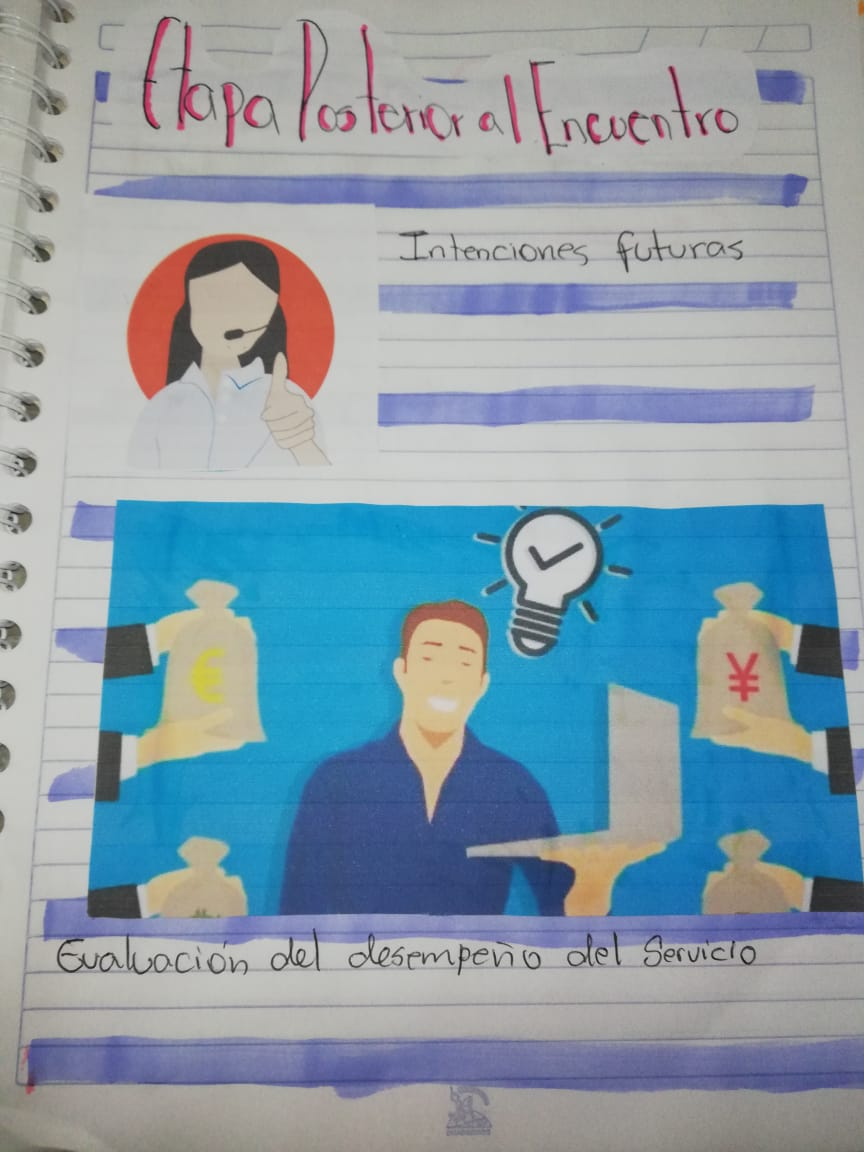 Etapa Posterior al Encuentro
Intenciones futuras
€
¥
Evaluación del desempeño del Servicio